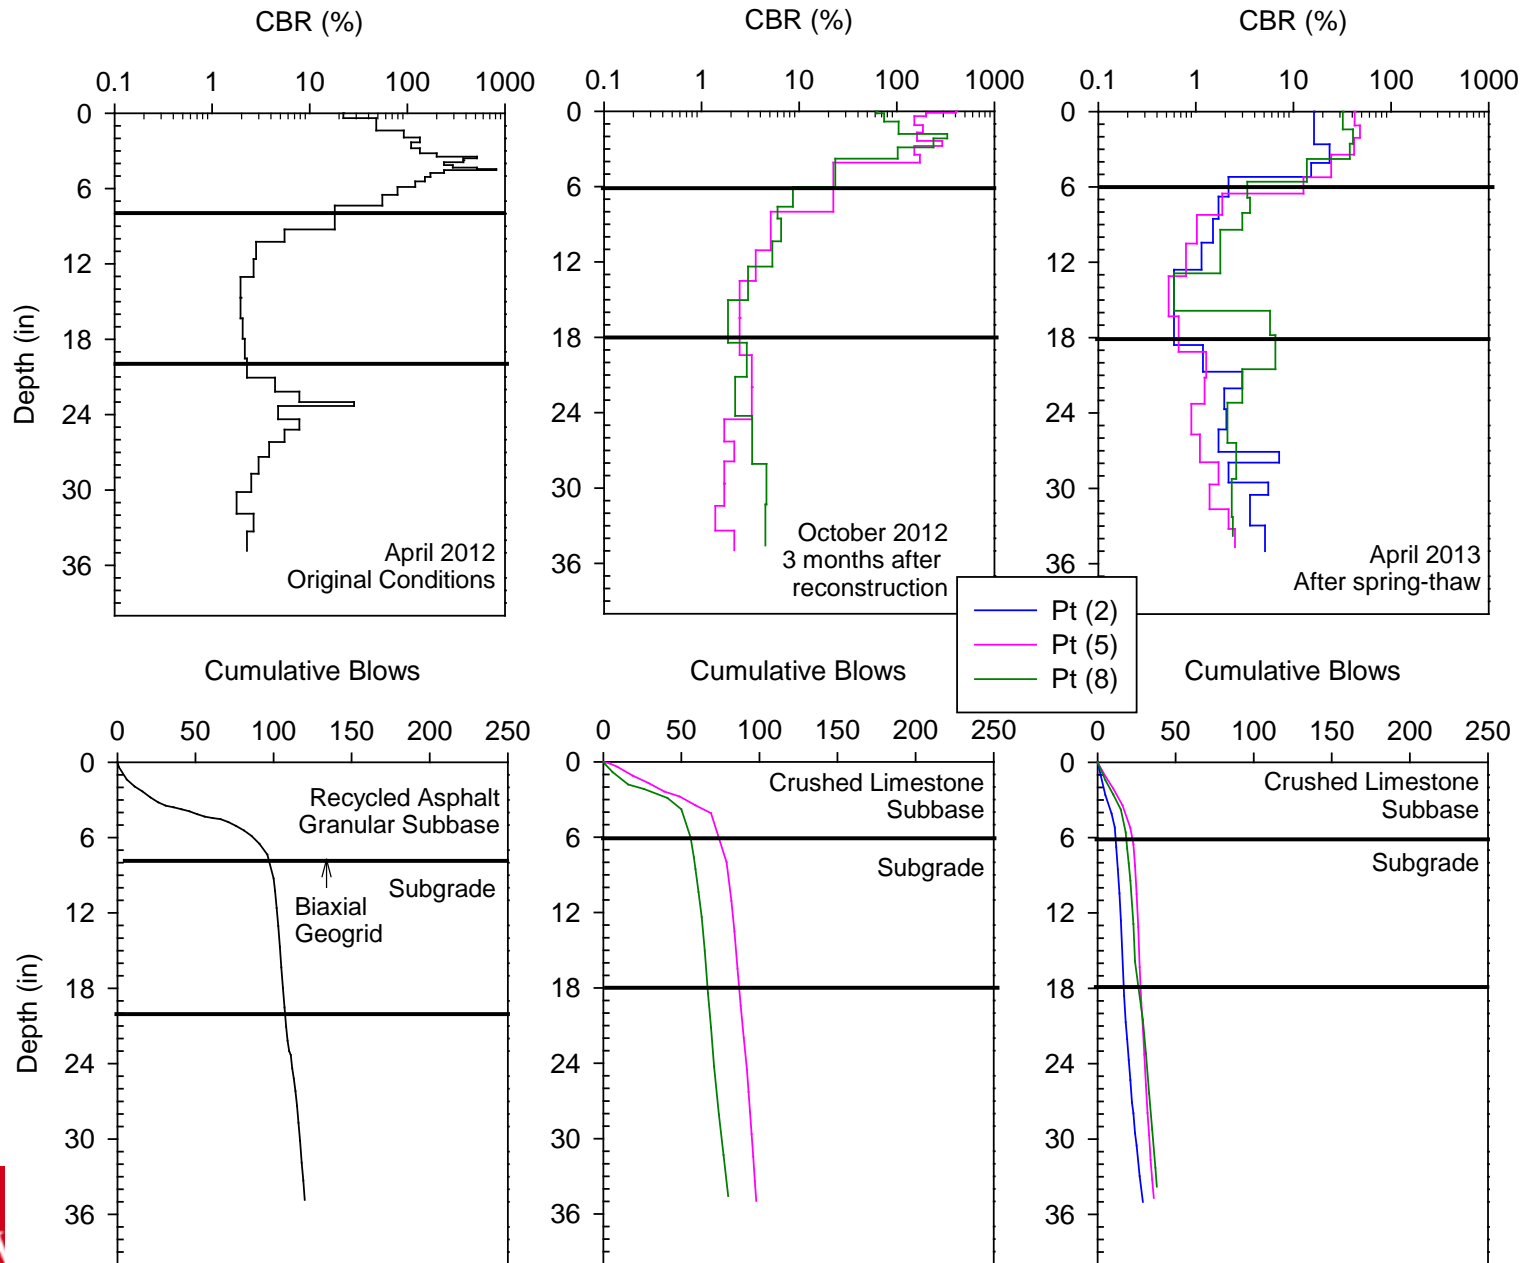 CBR (%)
CBR (%)
CBR (%)
0.1 1 10 100 1000
0.1 1 10 100 1000
0.1 1 10 100 1000
Depth (in)
0
6
12
18
24
30
36
April 2012
Original Conditions
0
6
12
18
24
30
36
October 2012
3 months after
reconstruction
0
6
12
18
24
30
36
April 2013
After spring-thaw
Pt (2)
Pt (5)
Pt (8)
Cumulative Blows
Cumulative Blows
Cumulative Blows
0 50 100 150 200 250
0 50 100 150 200 250
0 50 100 150 200 250
Depth (in)
0
6
12
18
24
30
36
Recycled Asphalt
Granular Subbase
Subgrade
Biaxial
Geogrid
0
6
12
18
24
30
36
Crushed Limestone
Subbase
Subgrade
0
6
12
18
24
30
36
Crushed Limestone
Subbase
Subgrade